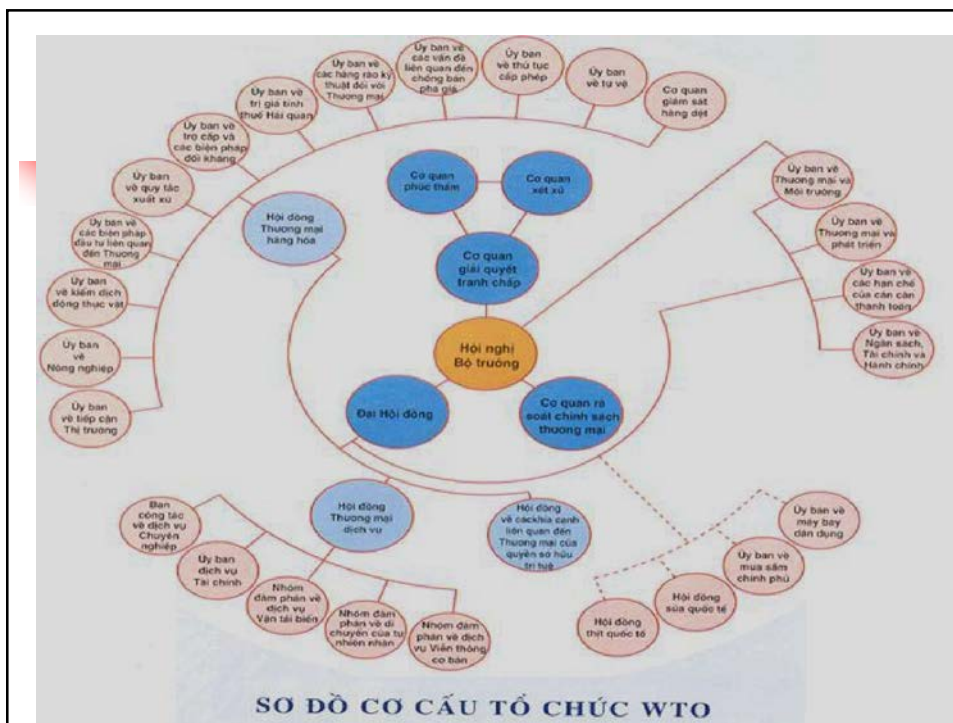 Ủy ban về
các hàng rào kỹ
thuật đối với
Thương mại
Ủy ban về
các vấn đề
liên quan đến
chống bán
phá giá
Ủy ban
về thủ tục
cấp phép
Ủy ban
về tự vệ
Cơ quan
giám sát
hàng dệt
Ủy ban về
trị giá tính
thuế Hải quan
Ủy ban về
trợ cấp và
các biện pháp
đối kháng
Ủy ban
về quy tắc
xuất xứ
Ủy ban về
các biện pháp
đầu tư liên quan
đến Thương
mại
Ủy ban
về kiểm dịch
động thực vật
Ủy ban
về
Nông nghiệp
Ủy ban
về tiếp cận
Thị trường
Hội đồng
Thương mại
hàng hóa
Cơ quan
phúc thẩm
Cơ quan
xét xử
Cơ quan
giải quyết
tranh chấp
Hội nghị
Bộ trưởng
Đại Hội đồng
Cơ quan rà
soát chính sách
thương mại
Ủy ban về
Thương mại và
Môi trường
Ủy ban về
Thương mại và
phát triển
Ủy ban về
các hạn chế
của cán cân
thanh toán
Ủy ban về
Ngân sách,
Tài chính và
Hành chính
Hội đồng
Thương mại
dịch vụ
Hội đồng
về cáckhía cạnh
liên quan đến
Thương mại của
quyền sở hữu
trí tuệ
Ban
công tác
về dịch vụ
Chuyên
nghiệp
Ủy ban
dịch vụ
Tài chính
Nhóm
đàm phán về
dịch vụ
Vận tải biển
Nhóm đàm
phán về di
chuyển của tự
nhiên nhân
Nhóm đàm
phán về dịch
vụ Viễn thông
cơ bản
Ủy ban về
máy bay
dân dụng
Ủy ban về
mua sắm
chính phủ
Hội đồng
sữa quốc tế
Hội đồng
thịt quốc tế
SƠ ĐỒ CƠ CẤU TỔ CHỨC WTO